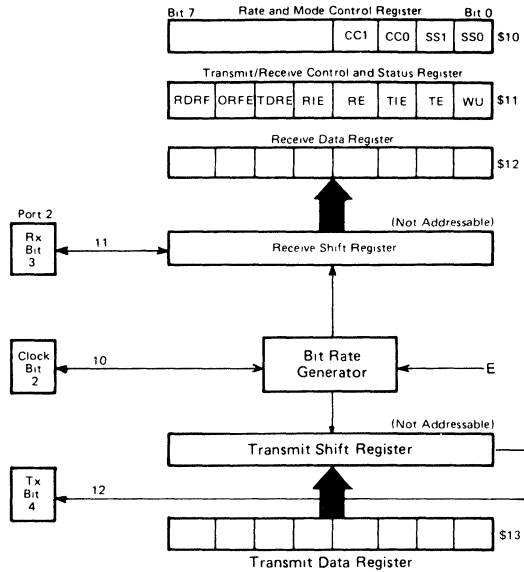 Bit 7 Rate and Mode Control Register Bit 0
CC1 CC0 SS1 SS0 $10
Transmit/Receive Control and Status Register
RDRF ORFE TDRE RIE RE TIE TE WU $11
Receive Data Register
$12
Port 2
(Not Addressable)
Rx
Bit
3
11
Receive Shift Register
Clock
Bit
2
10
Bit Rate
Generator
E
(Not Addressable)
Transmit Shift Register
Tx
Bit
4
12
$13
Transmit Data Register